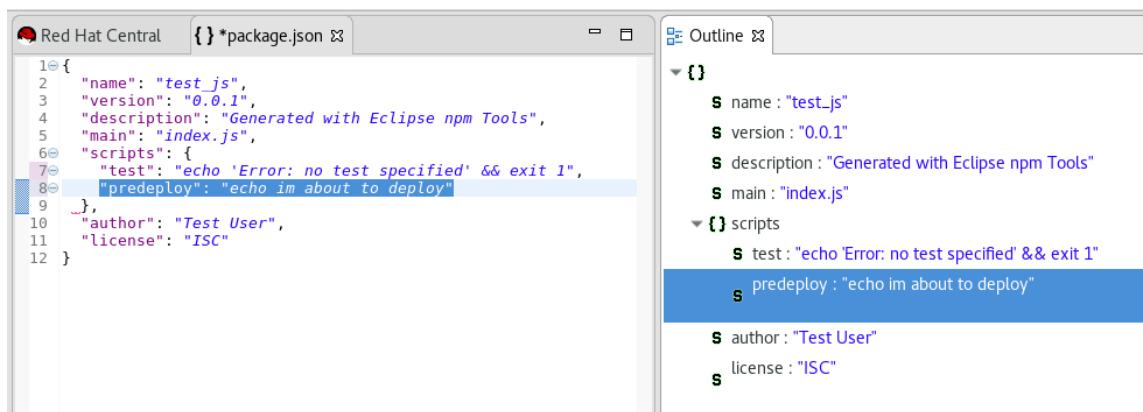 Red Hat Central
{ } *package.json
Outline
1 {
2 "name": "test_js",
3 "version": "0.0.1",
4 "description": "Generated with Eclipse npm Tools",
5 "main": "index.js",
6 "scripts": {
7 "test": "echo 'Error: no test specified' && exit 1",
8 "predeploy": "echo im about to deploy"
9 },
10 "author": "Test User",
11 "license": "ISC"
12 }
{}
S name : "test_js"
S version : "0.0.1"
S description : "Generated with Eclipse npm Tools"
S main : "index.js"
{} scripts
S test : "echo 'Error: no test specified' && exit 1"
S predeploy : "echo im about to deploy"
S author : "Test User"
S license : "ISC"